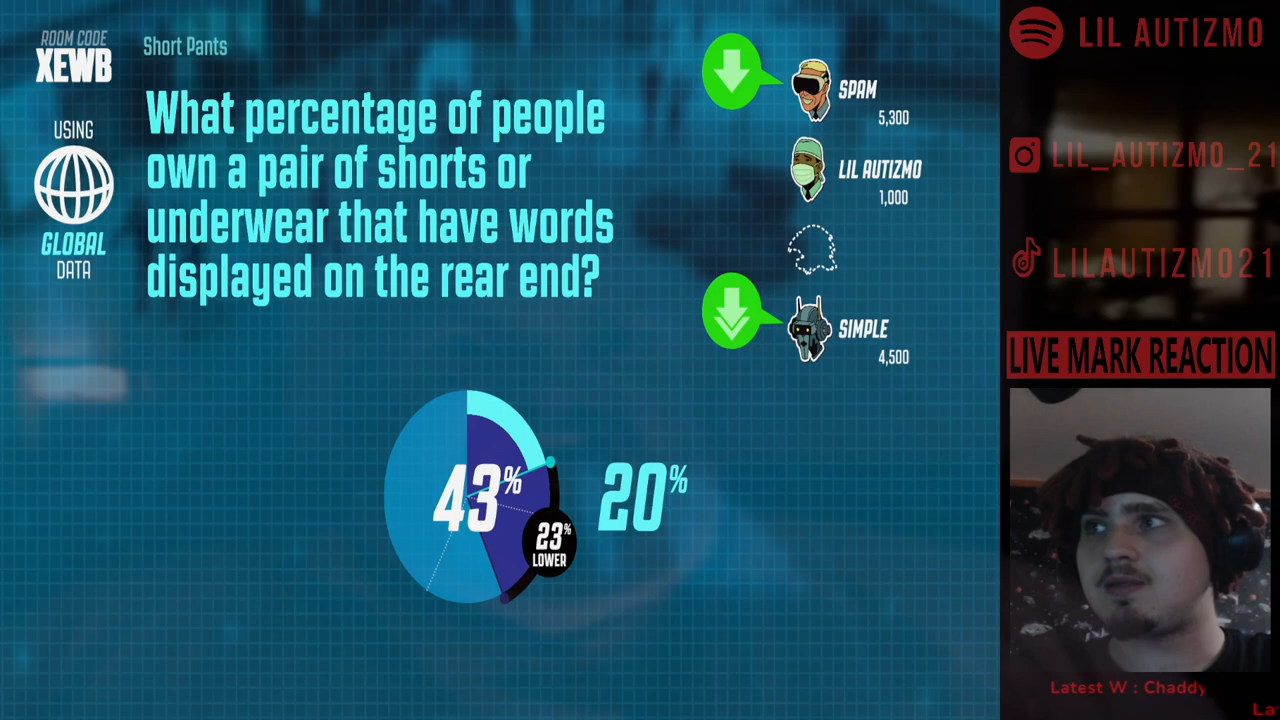 ROOM CODE
XEWB
USING
GLOBAL
DATA
Short Pants
What percentage of people
own a pair of shorts or
underwear that have words
displayed on the rear end?
SPAM
5,300
LIL AUTIZMO
1,000
SIMPLE
4,500
43%
23%
LOWER
20%
LIL AUTIZMO
LIL_AUTIZMO_21
LILAUTIZMO21
LIVE MARK REACTION
Latest W : Chaddy
La